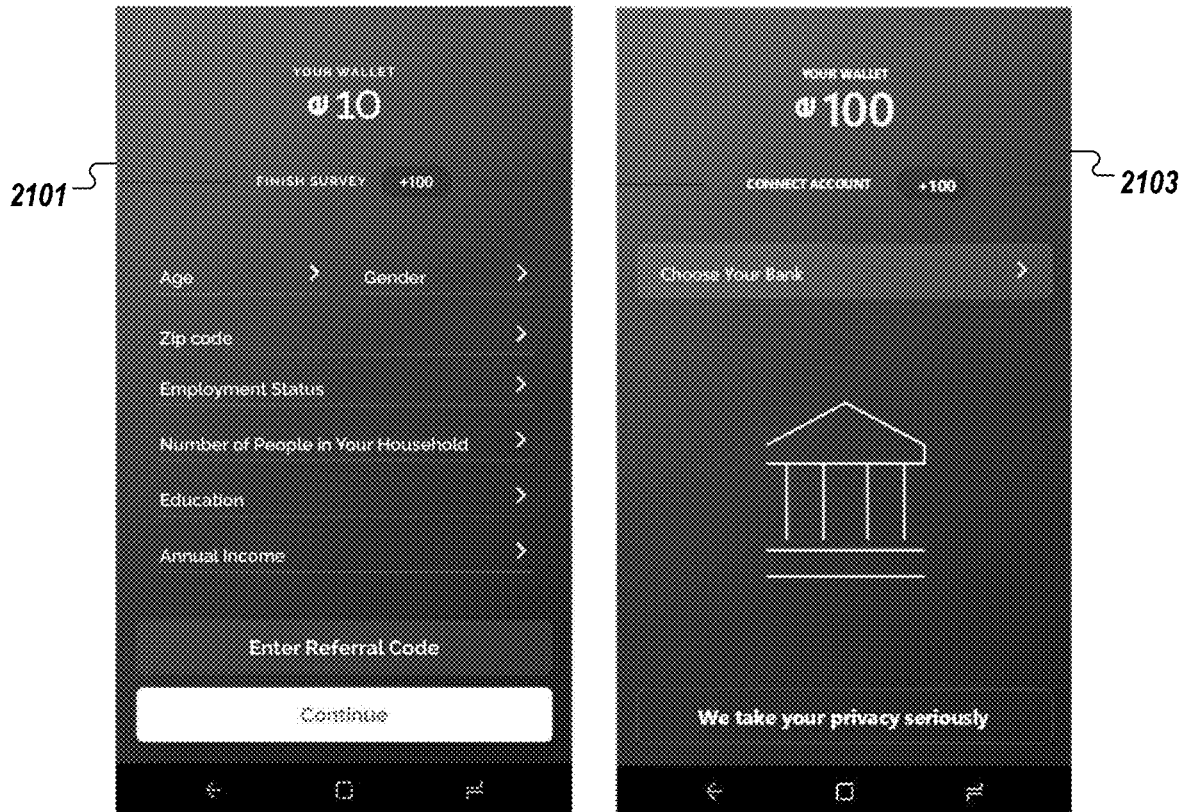 YOUR WALLET
10
FINISH SURVEY +100
2101
Age > Gender >
Zip code >
Employment Status >
Number of People in Your Household >
Education >
Annual Income >
Enter Referral Code
Continue
YOUR WALLET
100
CONNECT ACCOUNT +100
2103
Choose Your Bank >
We take your privacy seriously